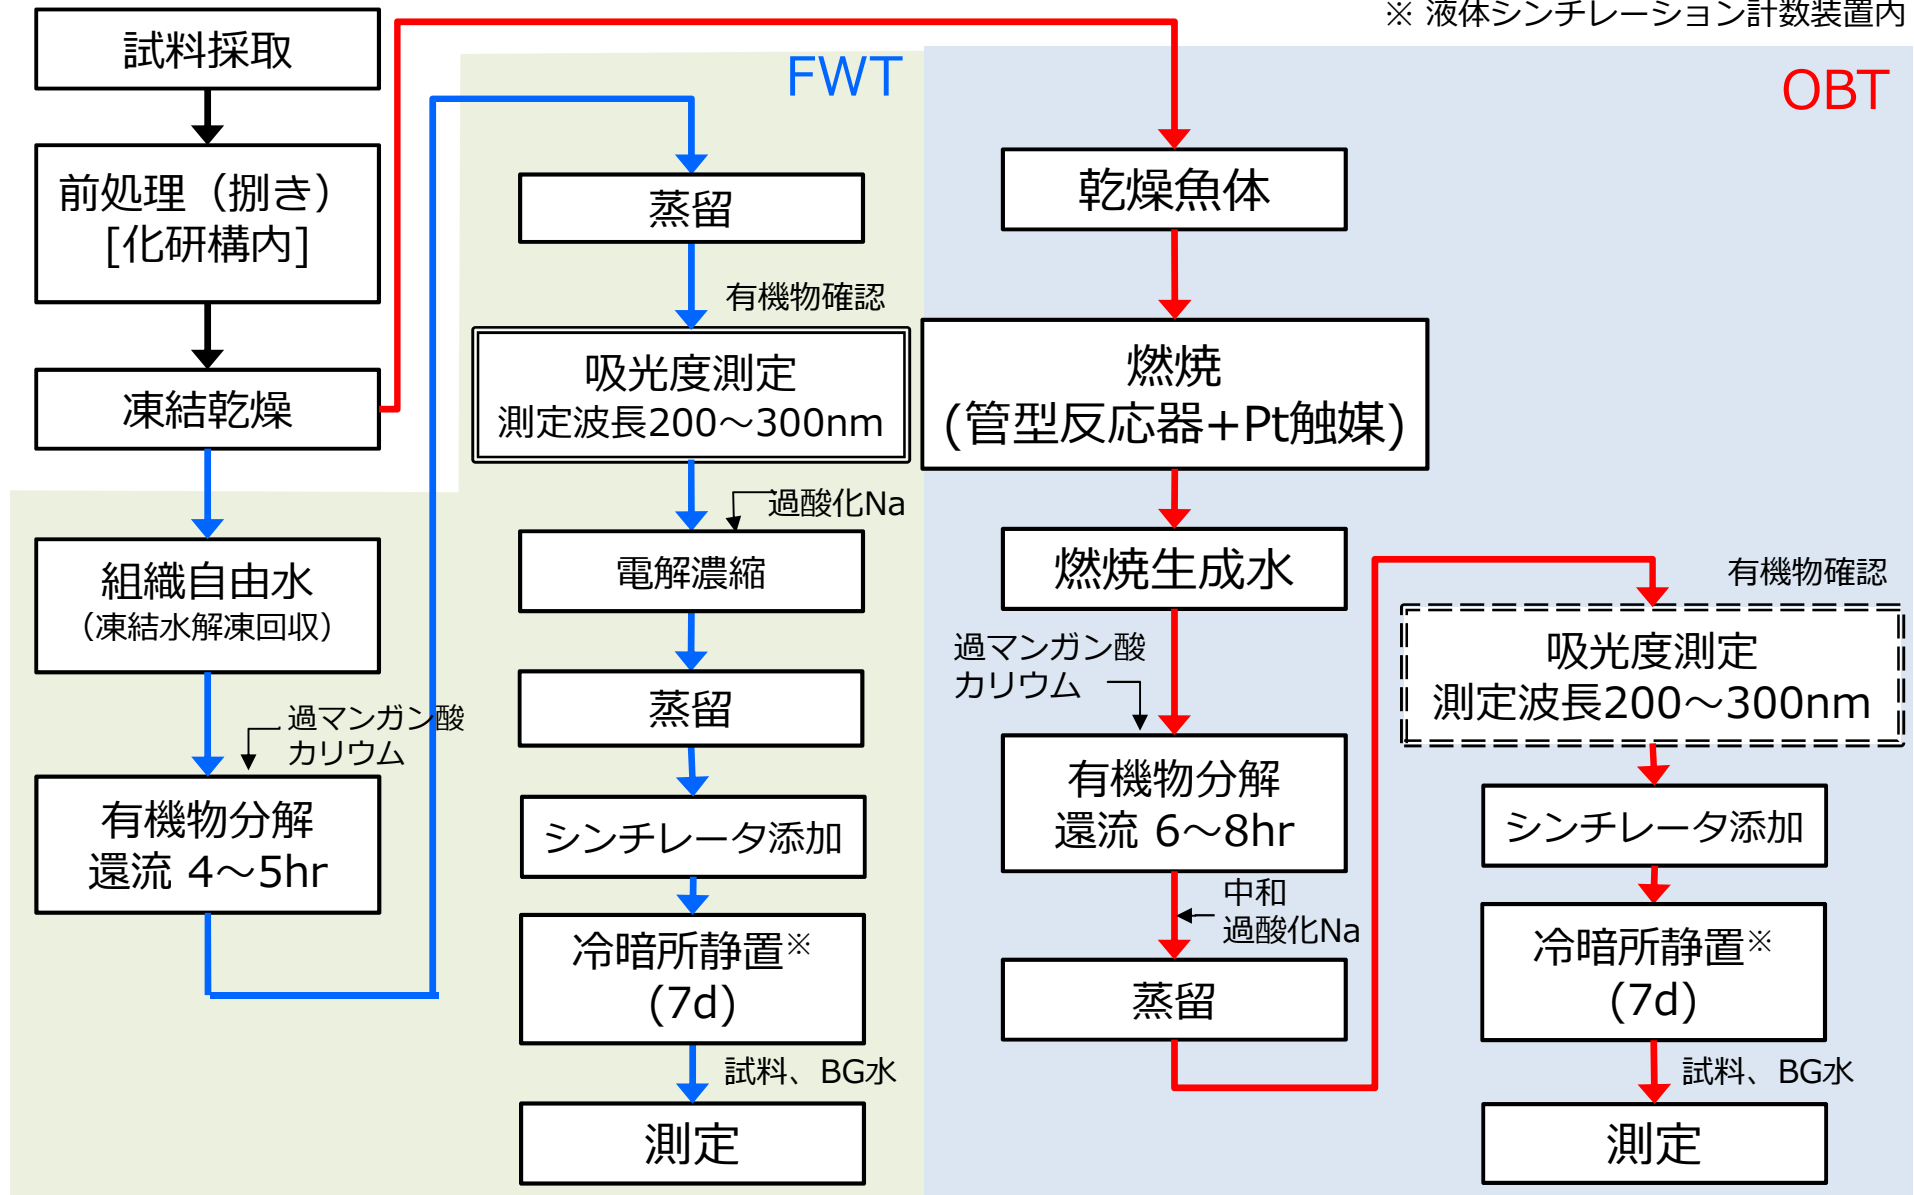 ※ 液体シンチレーション計数装置内
試料採取
前処理（捌き）
[化研構内]
凍結乾燥
組織自由水
（凍結水解凍回収）
過マンガン酸
カリウム
有機物分解
還流 4～5hr
FWT
蒸留
有機物確認
吸光度測定
測定波長200～300nm
過酸化Na
電解濃縮
蒸留
シンチレータ添加
冷暗所静置※
(7d)
試料、BG水
測定
OBT
乾燥魚体
燃焼
(管型反応器+Pt触媒)
燃焼生成水
過マンガン酸
カリウム
有機物分解
還流 6～8hr
中和
過酸化Na
蒸留
有機物確認
吸光度測定
測定波長200～300nm
シンチレータ添加
冷暗所静置※
(7d)
試料、BG水
測定